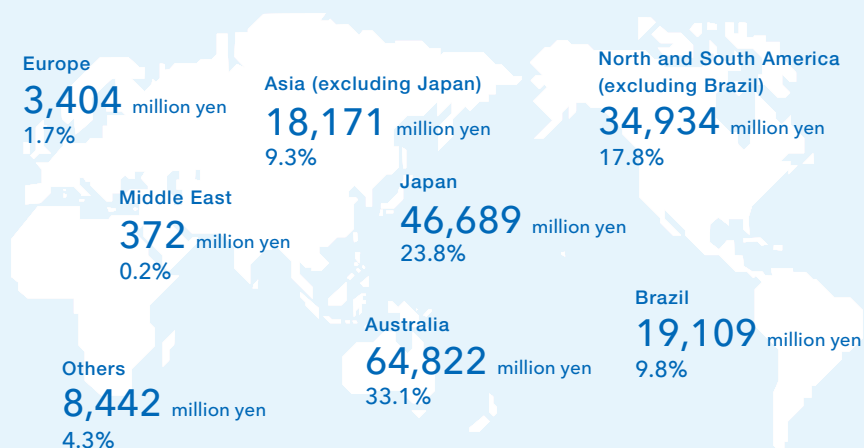 Europe
3,404 million yen
1.7%
Asia (excluding Japan)
18,171 million yen
9.3%
North and South America
(excluding Brazil)
34,934 million yen
17.8%
Middle East
372 million yen
0.2%
Japan
46,689 million yen
23.8%
Brazil
19,109 million yen
9.8%
Australia
64,822 million yen
33.1%
Others
8,442 million yen
4.3%